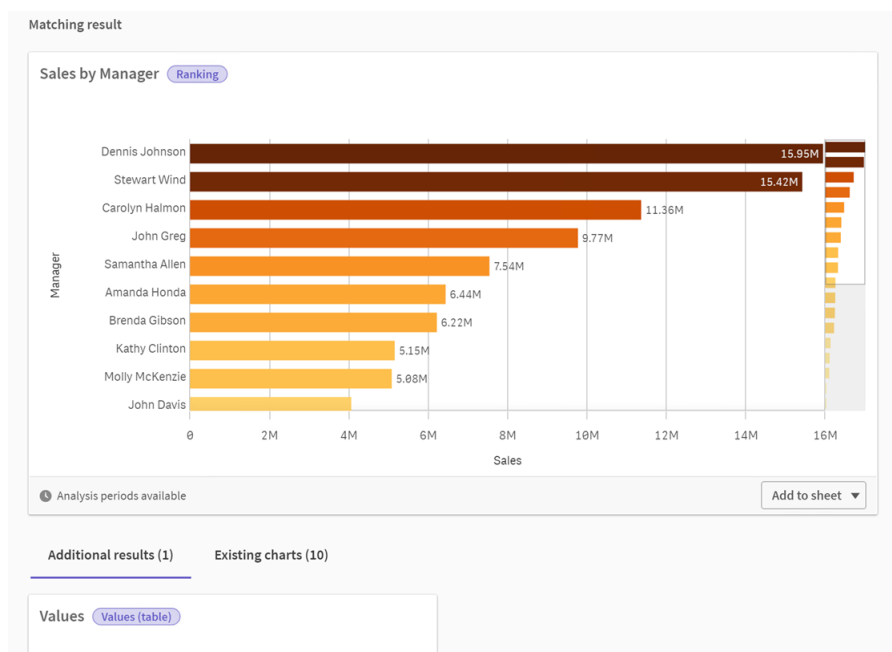 Matching result
Sales by Manager Ranking
Dennis Johnson 15.95M
Stewart Wind 15.42M
Carolyn Halmon 11.36M
John Greg 9.77M
Samantha Allen 7.54M
Amanda Honda 6.44M
Brenda Gibson 6.22M
Kathy Clinton 5.15M
Molly McKenzie 5.08M
John Davis
Manager
0 2M 4M 6M 8M 10M 12M 14M 16M
Sales
Analysis periods available Add to sheet
Additional results (1) Existing charts (10)
Values Values (table)